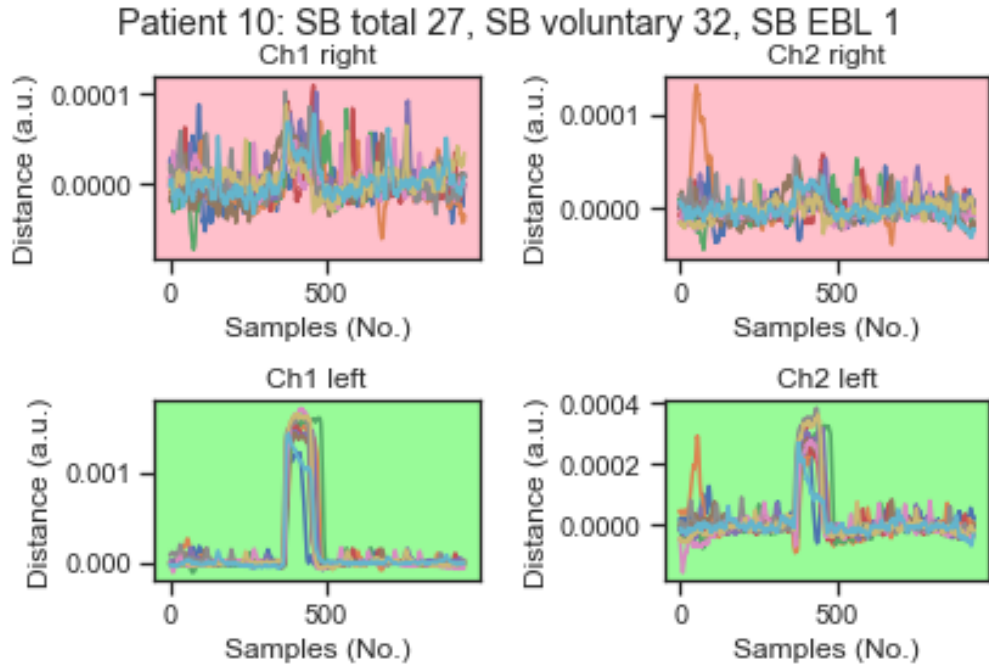 Patient 10: SB total 27, SB voluntary 32, SB EBL 1
Ch1 right
Distance (a.u.)
0.0001
0.0000
0
500
Samples (No.)
Ch2 right
Distance (a.u.)
0.0001
0.0000
0
500
Samples (No.)
Ch1 left
Distance (a.u.)
0.001
0.000
0
500
Samples (No.)
Ch2 left
Distance (a.u.)
0.0004
0.0002
0.0000
0
500
Samples (No.)